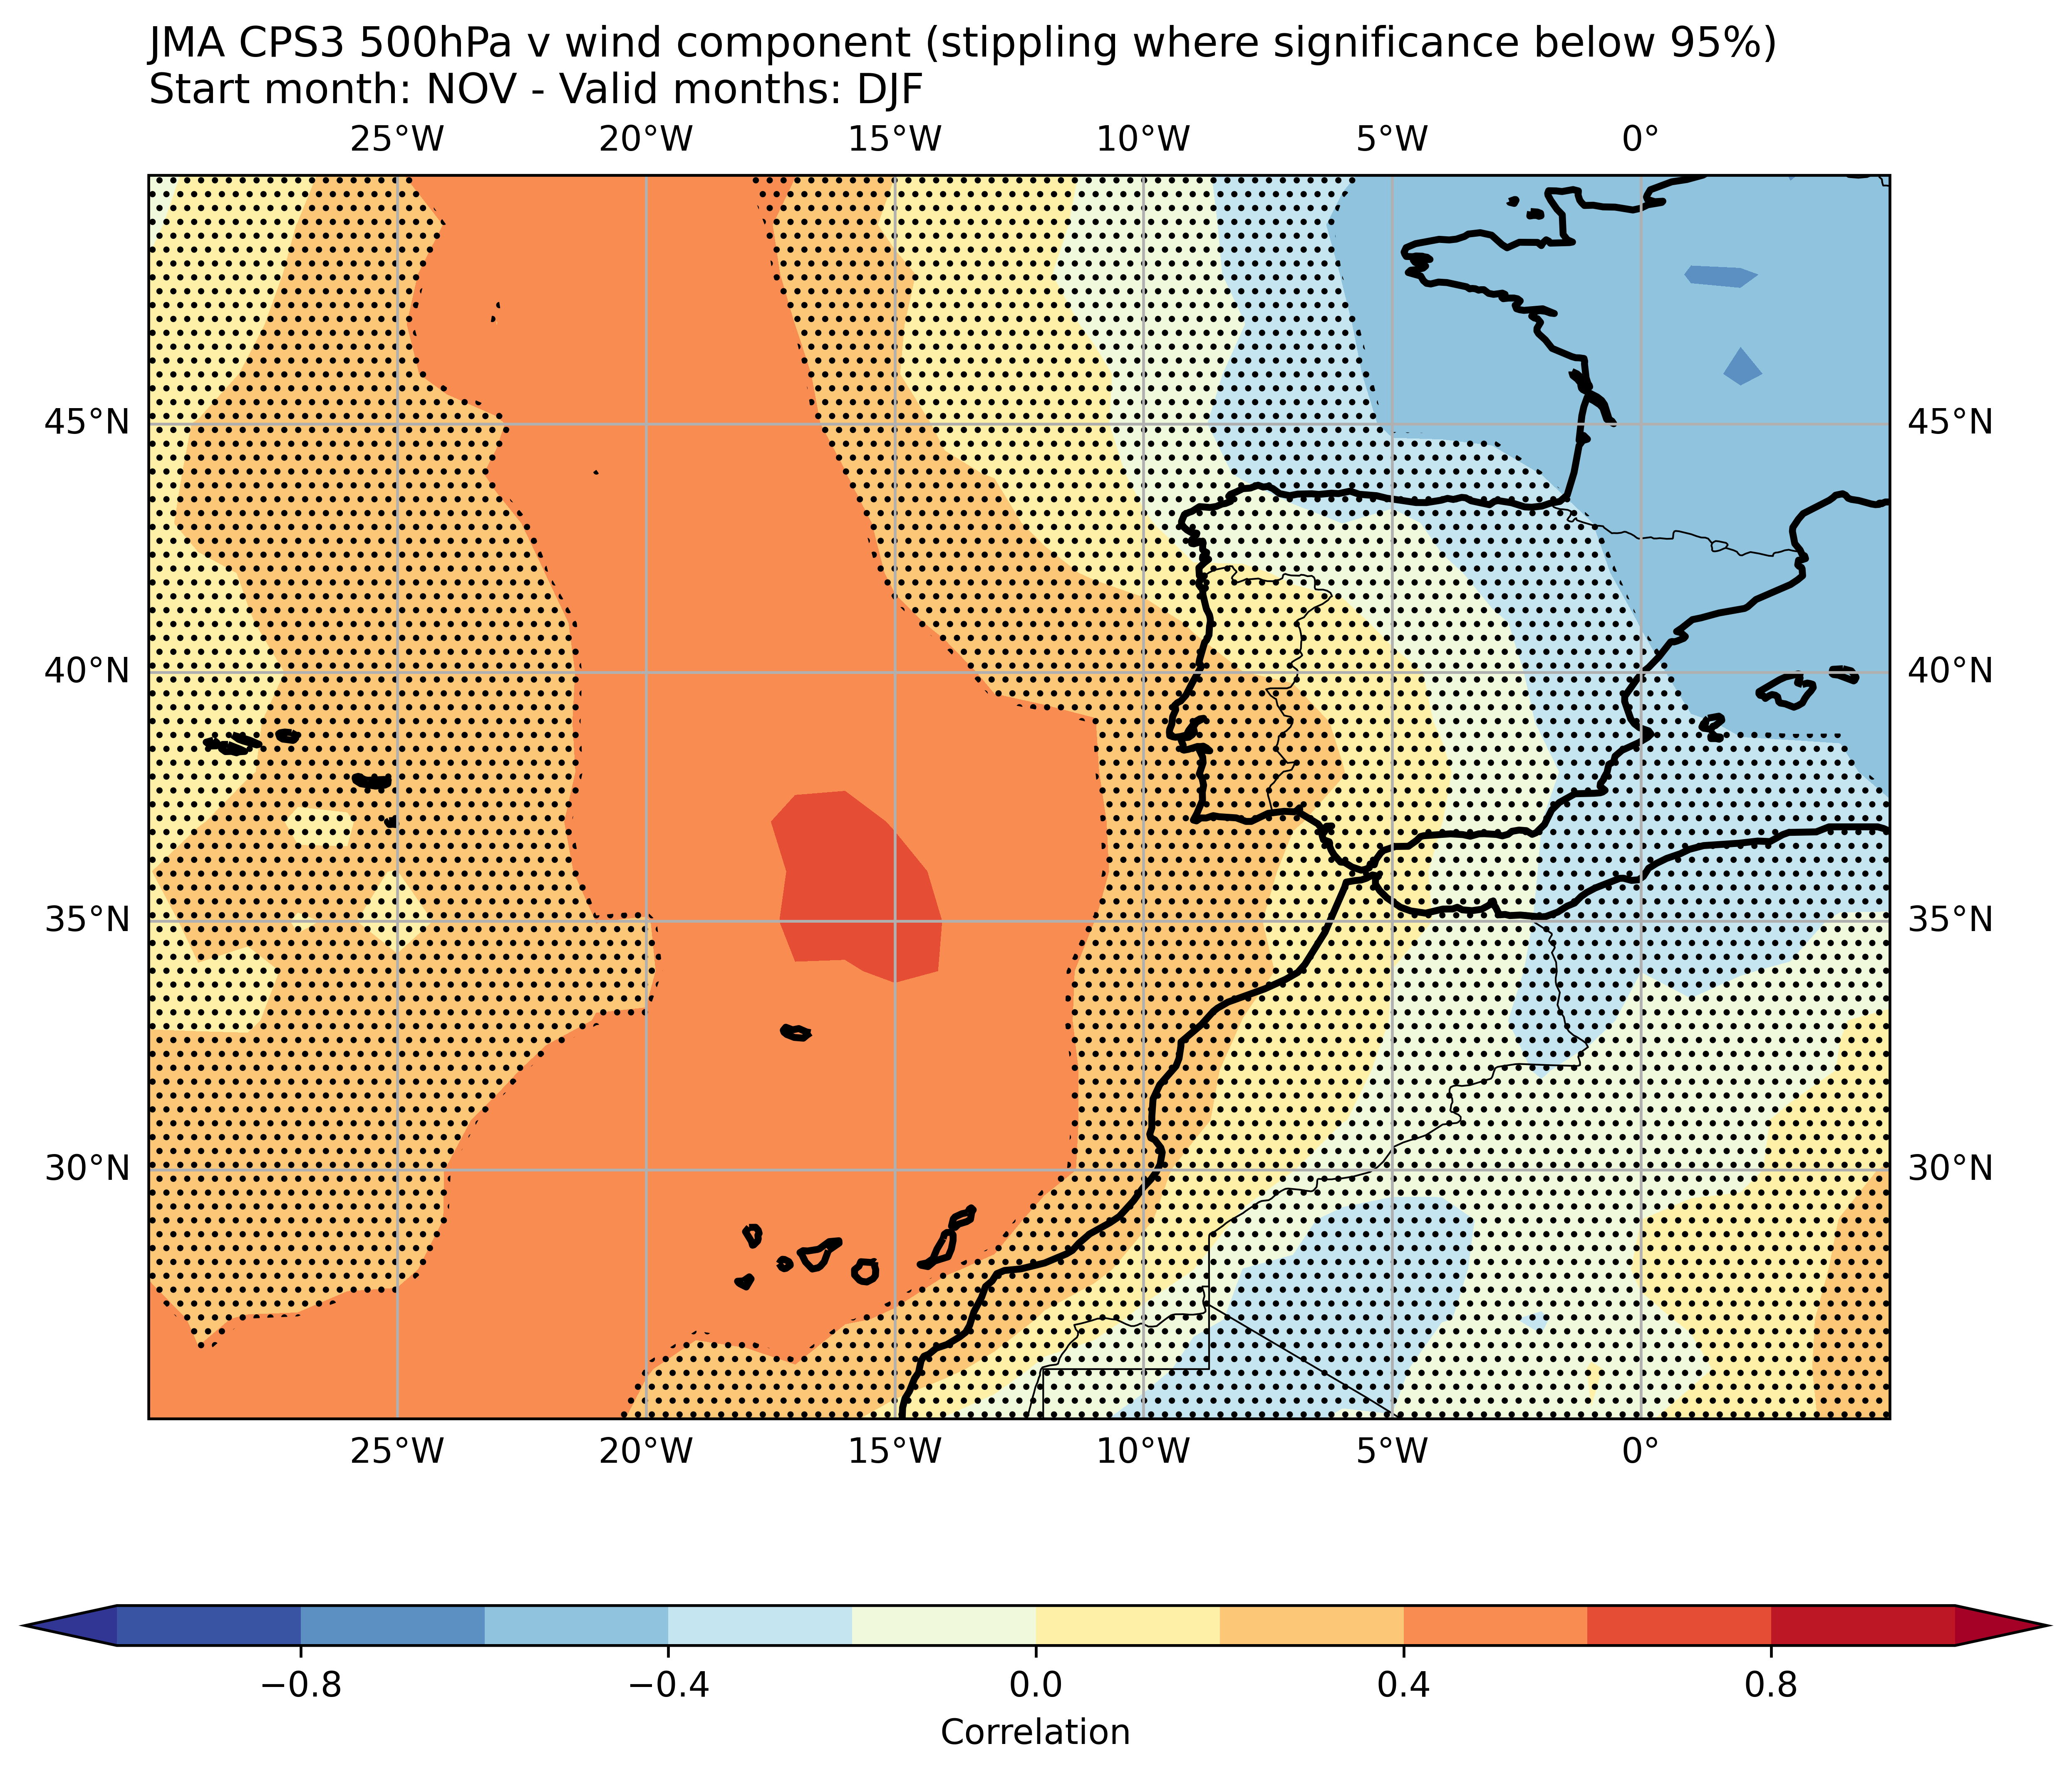 JMA CPS3 500hPa v wind component (stippling where significance below 95%)
Start month: NOV - Valid months: DJF
25°W 20°W 15°W 10°W 5°W 0°
45°N 45°N
40°N 40°N
35°N 35°N
30°N 30°N
25°W 20°W 15°W 10°W 5°W 0°
−0.8 −0.4 0.0 0.4 0.8
Correlation